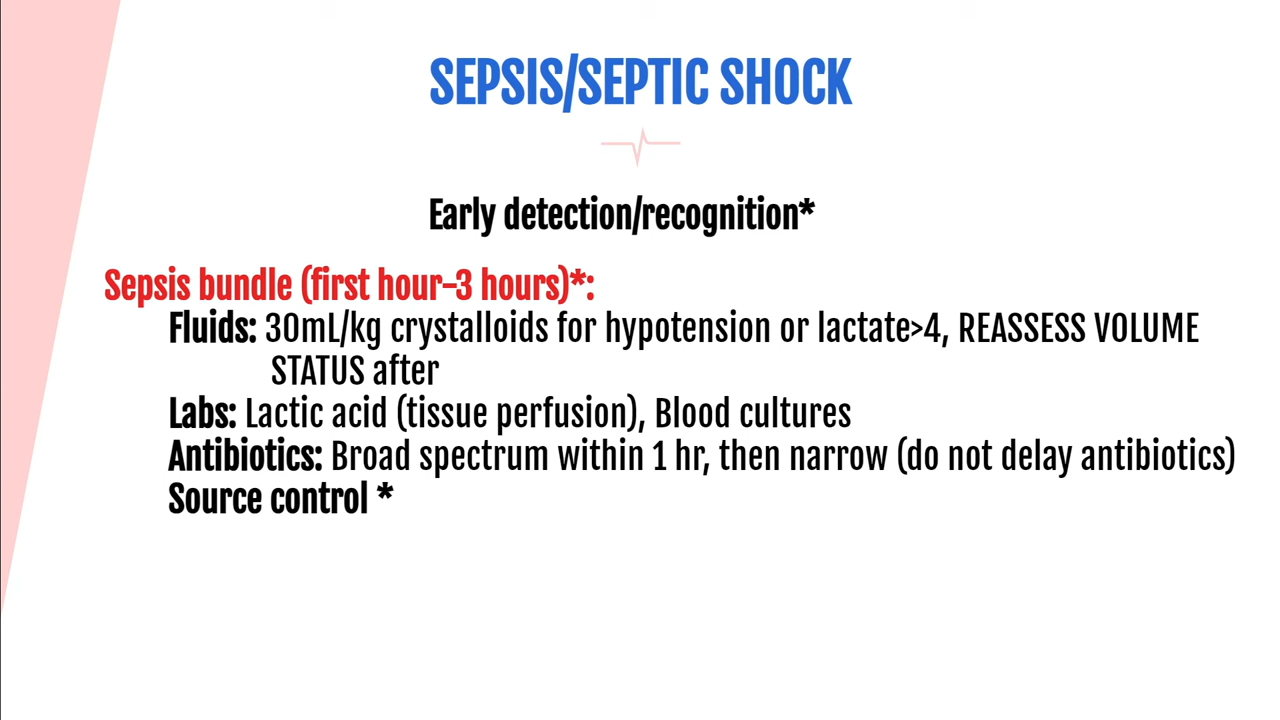 SEPSIS/SEPTIC SHOCK
Early detection/recognition*
Sepsis bundle (first hour-3 hours)*:
Fluids: 30mL/kg crystalloids for hypotension or lactate>4, REASSESS VOLUME
STATUS after
Labs: Lactic acid (tissue perfusion), Blood cultures
Antibiotics: Broad spectrum within 1 hr, then narrow (do not delay antibiotics)
Source control *